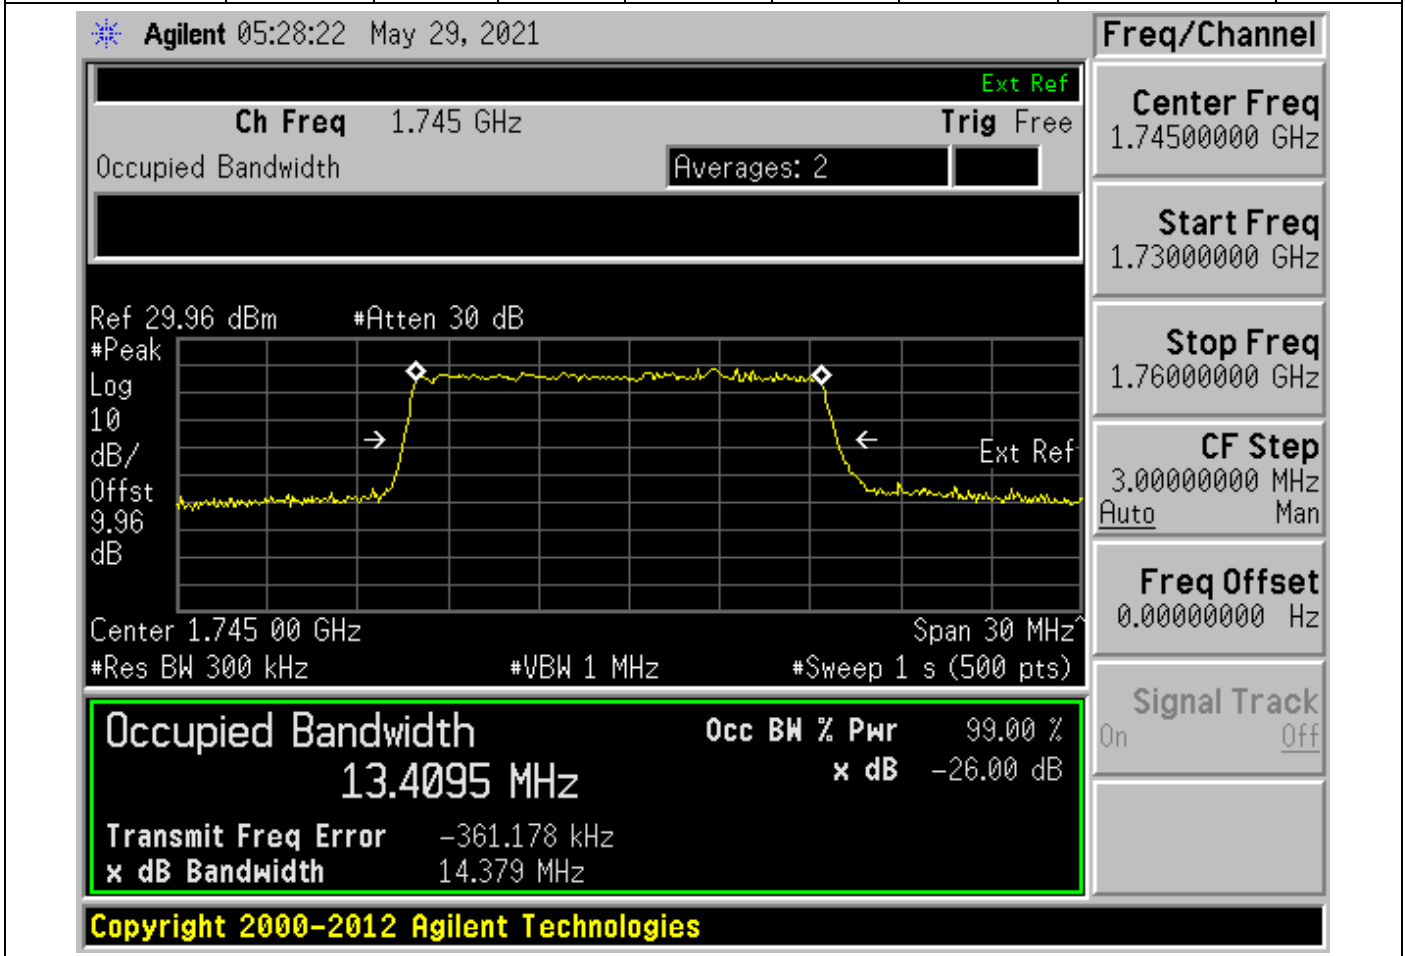 Agilent 05:28:22 May 29, 2021
Freq/Channel
Ext Ref
Ch Freq 1.745 GHz Trig Free
Occupied Bandwidth Averages: 2
Center Freq
1.74500000 GHz
Start Freq
1.73000000 GHz
Stop Freq
1.76000000 GHz
CF Step
3.00000000 MHz
Auto Man
Freq Offset
0.00000000 Hz
Signal Track
On Off
Ref 29.96 dBm #Atten 30 dB
#Peak
Log
10
dB/
Offst
9.96
dB
Ext Ref
Center 1.745 00 GHz Span 30 MHz^
#Res BW 300 kHz #VBW 1 MHz #Sweep 1 s (500 pts)
Occupied Bandwidth
13.4095 MHz
Occ BW % Pwr 99.00 %
x dB -26.00 dB
Transmit Freq Error -361.178 kHz
x dB Bandwidth 14.379 MHz
Copyright 2000-2012 Agilent Technologies